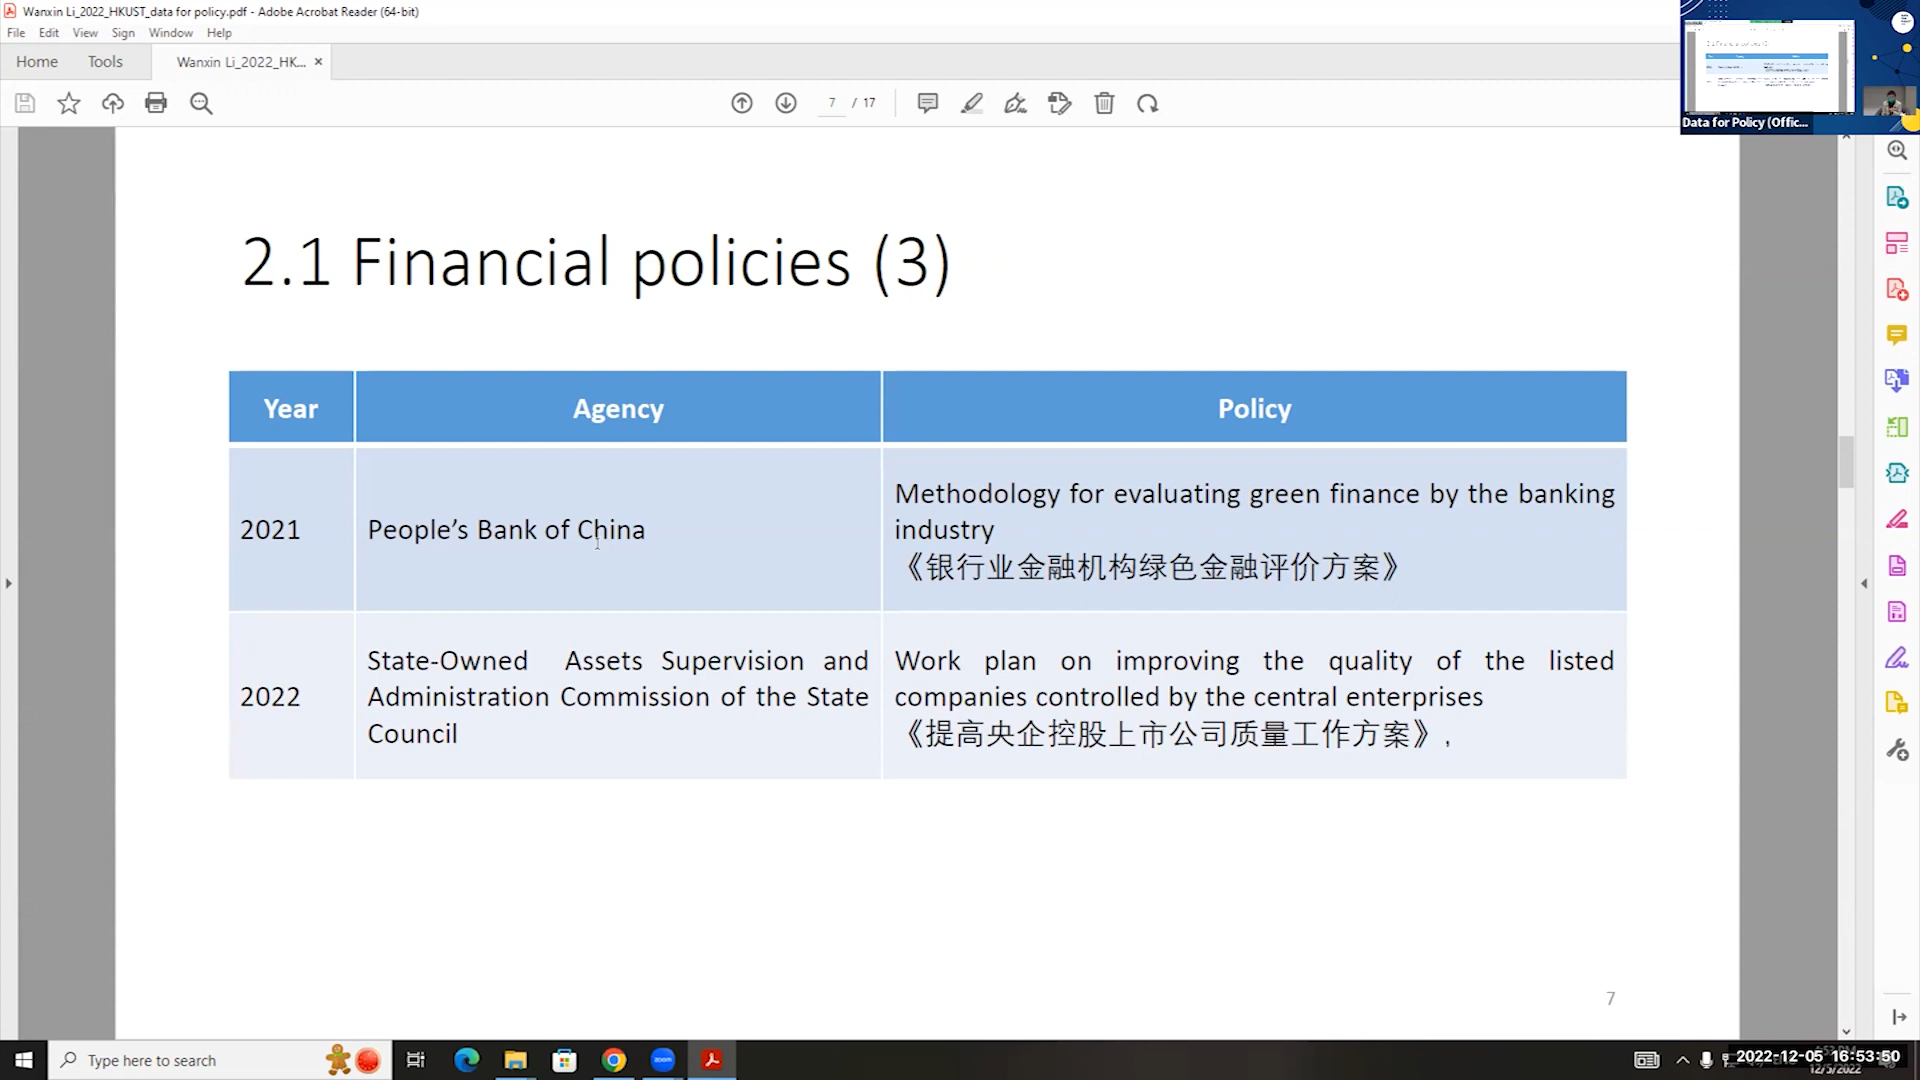 Wanxin Li_2022_HKUST_data for policy.pdf - Adobe Acrobat Reader (64-bit)
File Edit View Sign Window Help
Home Tools Wanxin Li_2022_HK... ×
7 / 17
Data for Policy (Offic...
2.1 Financial policies (3)
Year Agency Policy
2021
People’s Bank of China
Methodology for evaluating green finance by the banking
industry
《银行业金融机构绿色金融评价方案》
2022
State-Owned Assets Supervision and
Administration Commission of the State
Council
Work plan on improving the quality of the listed
companies controlled by the central enterprises
《提高央企控股上市公司质量工作方案》,
7
Type here to search
zoom
2022-12-05 16:53:50
12/5/2022